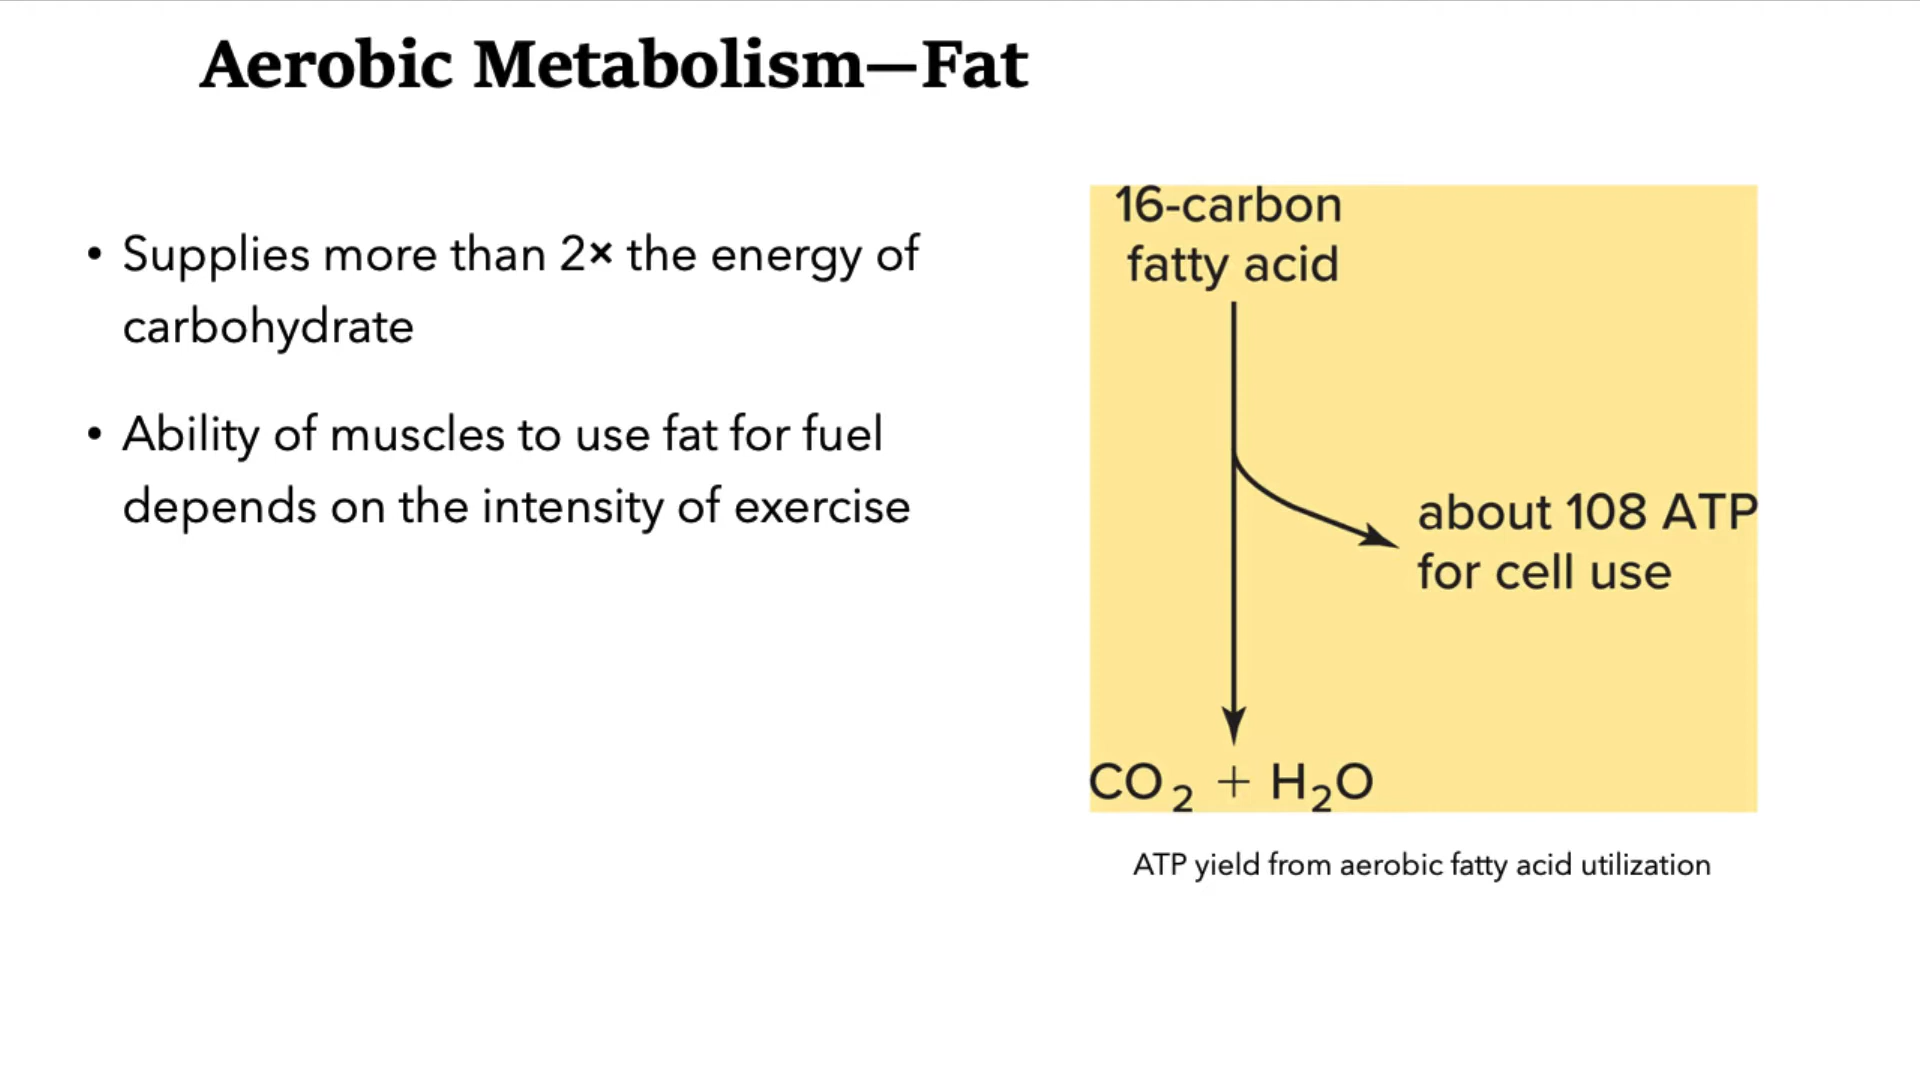 Aerobic Metabolism—Fat
• Supplies more than 2× the energy of
carbohydrate
• Ability of muscles to use fat for fuel
depends on the intensity of exercise
16-carbon
fatty acid
about 108 ATP
for cell use
CO₂ + H₂O
ATP yield from aerobic fatty acid utilization